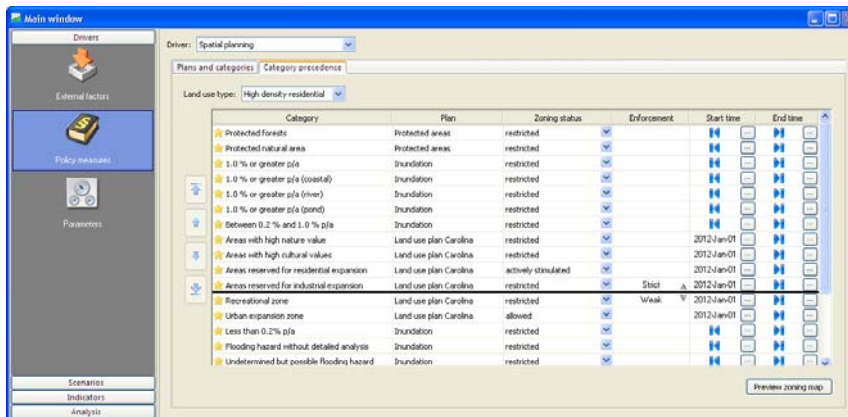 Main window
Drivers
External factors
Policy measures
Parameters
Scenarios
Indicators
Analysis
Driver: Spatial planning
Plans and categories Category precedence
Land use type: High density residential
Category Plan Zoning status Enforcement Start time End time
Protected forests Protected areas restricted
Protected natural area Protected areas restricted
1.0 % or greater p/a Inundation restricted
1.0 % or greater p/a (coastal) Inundation restricted
1.0 % or greater p/a (river) Inundation restricted
1.0 % or greater p/a (pond) Inundation restricted
Between 0.2 % and 1.0 % p/a Inundation restricted
Areas with high nature value Land use plan Carolina restricted 2012-Jan-01
Areas with high cultural values Land use plan Carolina restricted 2012-Jan-01
Areas reserved for residential expansion Land use plan Carolina actively stimulated 2012-Jan-01
Areas reserved for industrial expansion Land use plan Carolina restricted Strict 2012-Jan-01
Recreational zone Land use plan Carolina restricted Weak 2012-Jan-01
Urban expansion zone Land use plan Carolina allowed 2012-Jan-01
Less than 0.2% p/a Inundation restricted
Flooding hazard without detailed analysis Inundation restricted
Undetermined but possible flooding hazard Inundation restricted
Preview zoning map